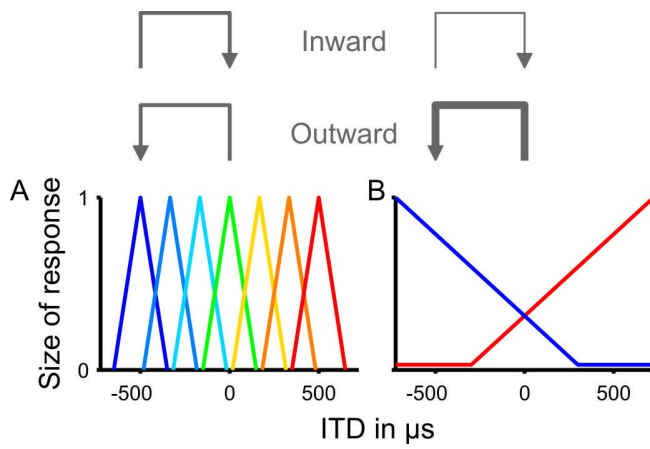 Inward
Outward
A
B
Size of response
1
0
-500
0
500
-500
0
500
ITD in µs